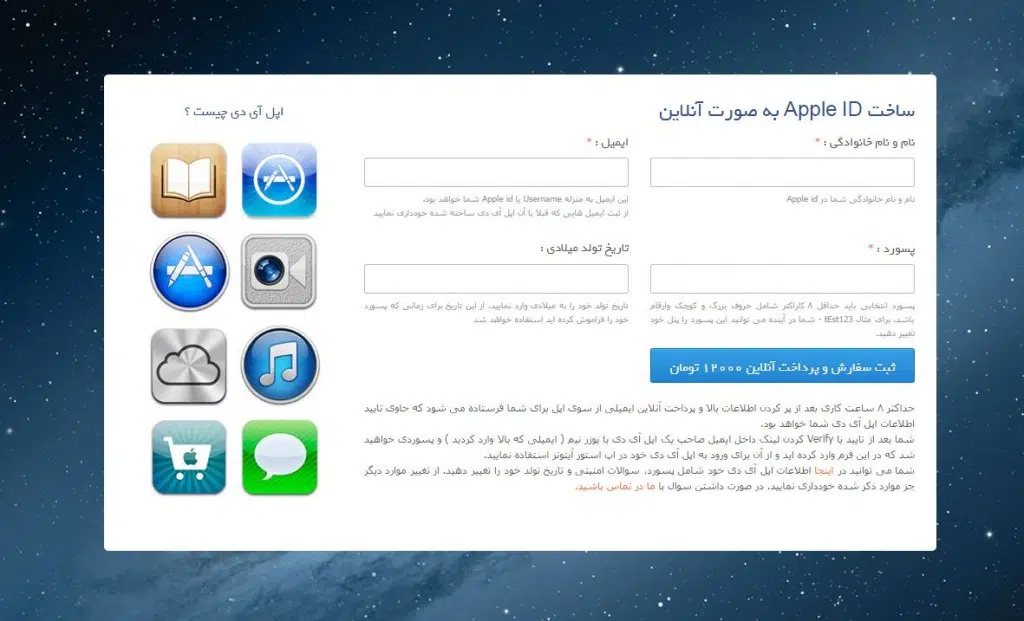 ساخت Apple ID به صورت آنلاین
نام و نام خانوادگی : *
نام و نام خانوادگی شما در Apple id
ایمیل : *
این ایمیل به منزله Username یا Apple id شما خواهد بود.
از ثبت ایمیل هایی که قبلا با آن اپل آی دی ساخته شده خودداری نمایید
پسورد : *
پسورد انتخابی باید حداقل ۸ کاراکتر شامل حروف بزرگ و کوچک وارقام
باشد. برای مثال tEst123 - شما در آینده می توانید این پسورد را پنل خود
تغییر دهید.
تاریخ تولد میلادی :
تاریخ تولد خود را به میلادی وارد نمایید. از این تاریخ برای زمانی که پسورد
خود را فراموش کرده اید استفاده خواهد شد
ثبت سفارش و پرداخت آنلاین ۱۲۰۰۰ تومان
حداکثر ۸ ساعت کاری بعد از پر کردن اطلاعات بالا و پرداخت آنلاین ایمیلی از سوی اپل برای شما فرستاده می شود که حاوی تایید
اطلاعات اپل آی دی شما خواهد بود.
شما بعد از تایید یا Verify کردن لینک داخل ایمیل صاحب یک اپل آی دی با یوزر نیم ( ایمیلی که بالا وارد کردید ) و پسوردی خواهید
شد که در این فرم وارد کرده اید و از آن برای ورود به اپل آی دی خود در اپ استور آیتونز استفاده نمایید.
شما می توانید در اینجا اطلاعات اپل آی دی خود شامل پسورد، سوالات امنیتی و تاریخ تولد خود را تغییر دهید. از تغییر موارد دیگر
جز موارد ذکر شده خودداری نمایید. در صورت داشتن سوال با ما در تماس باشید.
اپل آی دی چیست ؟